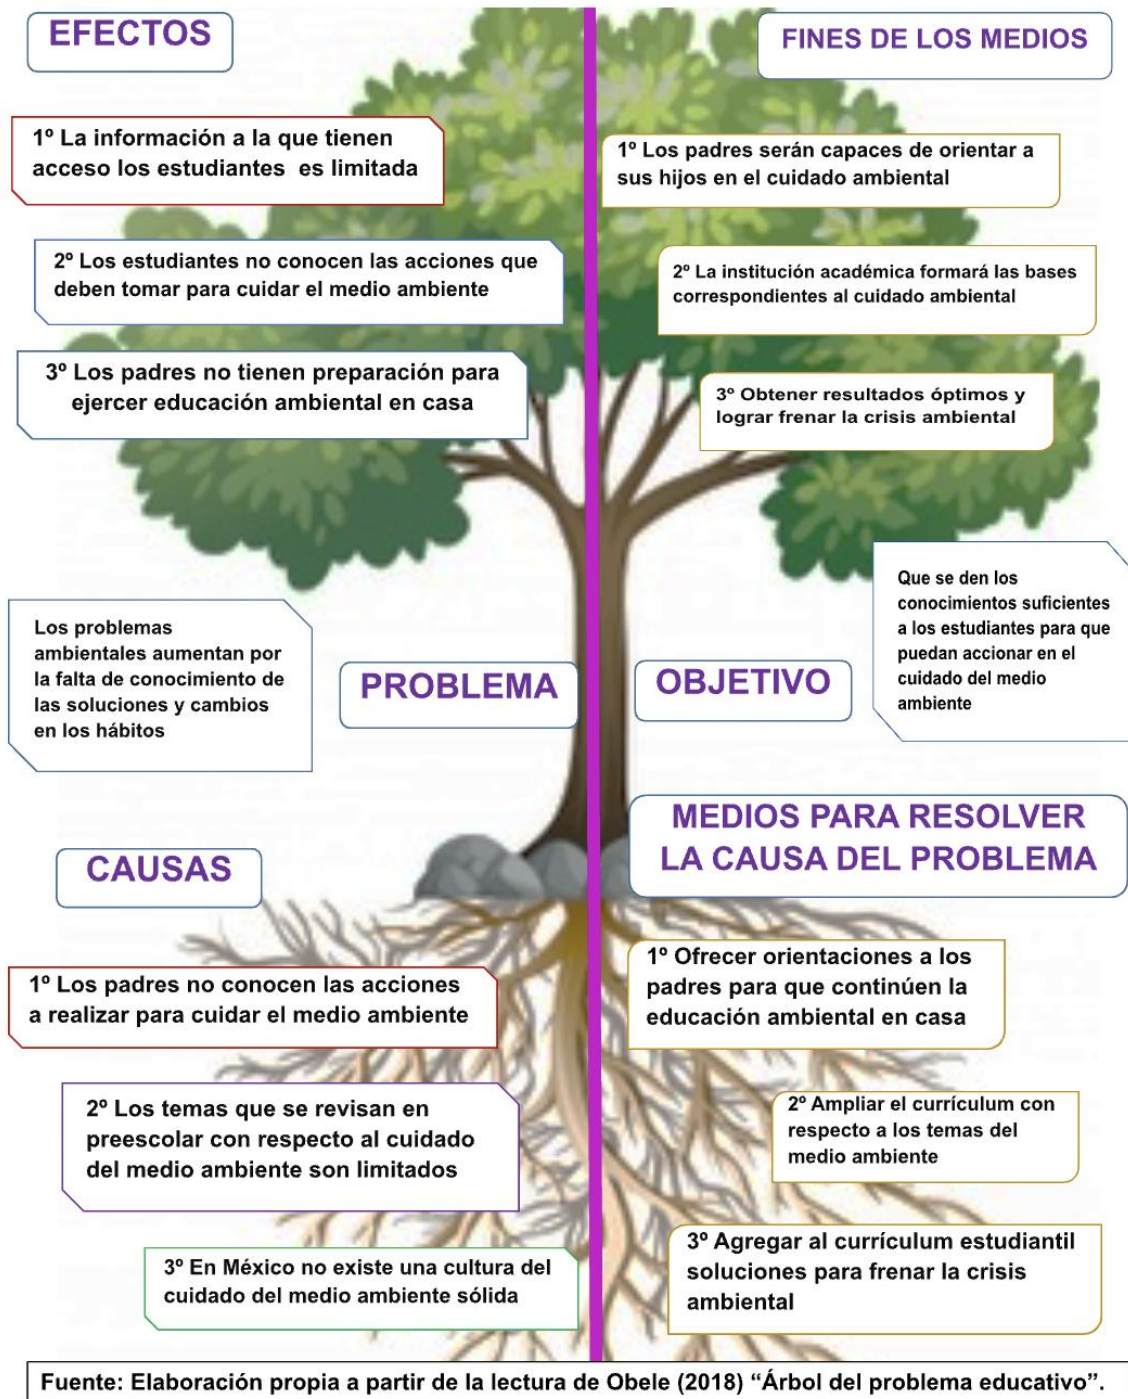 EFECTOS
1º La información a la que tienen
acceso los estudiantes es limitada
2º Los estudiantes no conocen las acciones que
deben tomar para cuidar el medio ambiente
3º Los padres no tienen preparación para
ejercer educación ambiental en casa
FINES DE LOS MEDIOS
1º Los padres serán capaces de orientar a
sus hijos en el cuidado ambiental
2º La institución académica formará las bases
correspondientes al cuidado ambiental
3º Obtener resultados óptimos y
lograr frenar la crisis ambiental
Los problemas
ambientales aumentan por
la falta de conocimiento de
las soluciones y cambios
en los hábitos
PROBLEMA
OBJETIVO
Que se den los
conocimientos suficientes
a los estudiantes para que
puedan accionar en el
cuidado del medio
ambiente
CAUSAS
1º Los padres no conocen las acciones
a realizar para cuidar el medio ambiente
2º Los temas que se revisan en
preescolar con respecto al cuidado
del medio ambiente son limitados
3º En México no existe una cultura del
cuidado del medio ambiente sólida
MEDIOS PARA RESOLVER
LA CAUSA DEL PROBLEMA
1º Ofrecer orientaciones a los
padres para que continúen la
educación ambiental en casa
2º Ampliar el currículum con
respecto a los temas del
medio ambiente
3º Agregar al currículum estudiantil
soluciones para frenar la crisis
ambiental
Fuente: Elaboración propia a partir de la lectura de Obele (2018) “Árbol del problema educativo”.